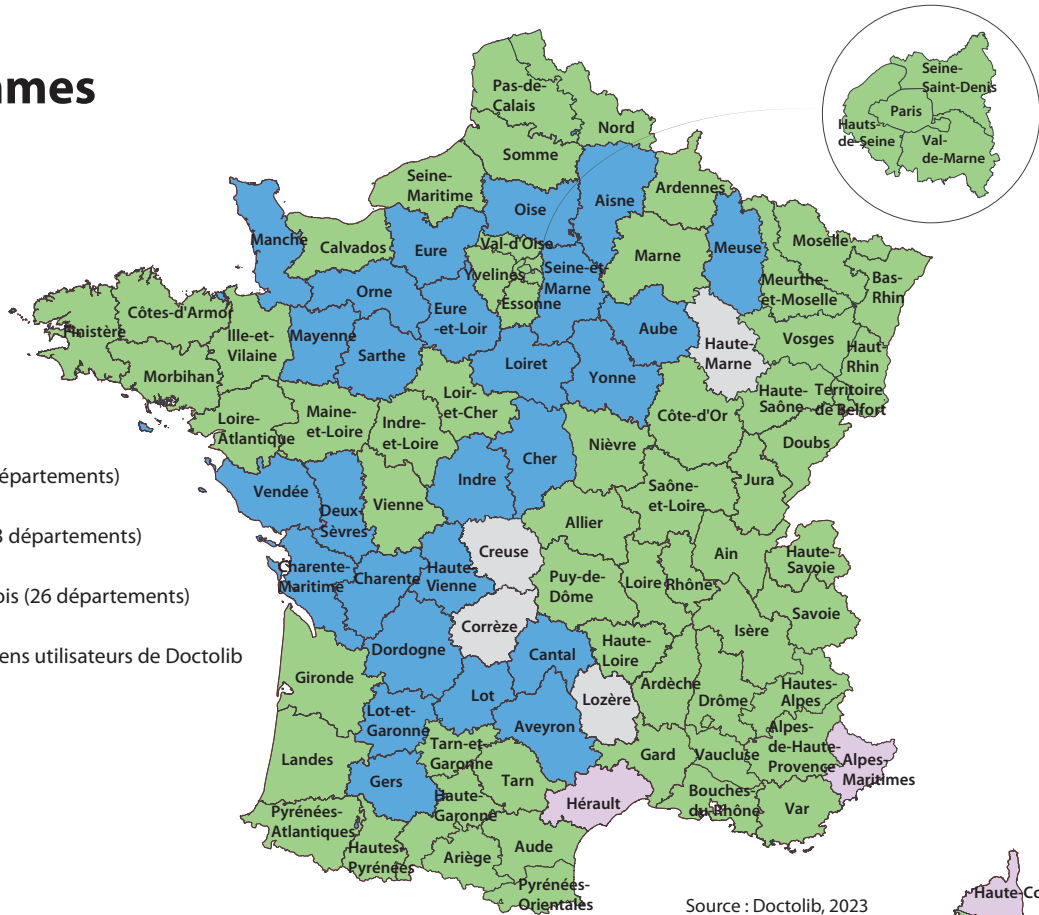 mmes
Pas-de-
Calais
Nord
Somme
Seine-
Maritime
Oise
Aisne
Ardennes
Seine-
Saint-Denis
Paris
Hauts-
de-Seine
Val-
de-Marne
Manche
Calvados
Eure
Val-d'Oise
Yvelines
Essonne
Seine-et-
Marne
Marne
Meuse
Moselle
Meurthe-
et-Moselle
Bas-
Rhin
Finistère
Côtes-d'Armor
Ille-et-
Vilaine
Morbihan
Orne
Mayenne
Sarthe
Eure
-et-Loir
Loiret
Aube
Yonne
Haute-
Marne
Vosges
Haut-
Rhin
Haute-
Saône
Territoire
de Belfort
Loire-
Atlantique
Maine-
et-Loire
Indre-
et-Loire
Loir-
et-Cher
Cher
Indre
Nièvre
Côte-d'Or
Doubs
Jura
Saône-
et-Loire
Vendée
Deux-
Sèvres
Vienne
Allier
Creuse
Ain
Haute-
Savoie
Charente-
Maritime
Charente
Haute-
Vienne
Puy-de-
Dôme
Loire
Rhône
Savoie
Isère
Corrèze
Dordogne
Cantal
Haute-
Loire
Ardèche
Drôme
Hautes-
Alpes
Gironde
Lot
Lot-et-
Garonne
Aveyron
Lozère
Gard
Vaucluse
Alpes-
de-Haute-
Provence
Alpes-
Maritimes
Landes
Gers
Tarn-et-
Garonne
Tarn
Haute-
Garonne
Hérault
Bouches-
du-Rhône
Var
Pyrénées-
Atlantiques
Hautes-
Pyrénées
Ariège
Aude
Pyrénées-
Orientales
Haute-Co
épartements)
3 départements)
ois (26 départements)
ens utilisateurs de Doctolib
Source : Doctolib, 2023